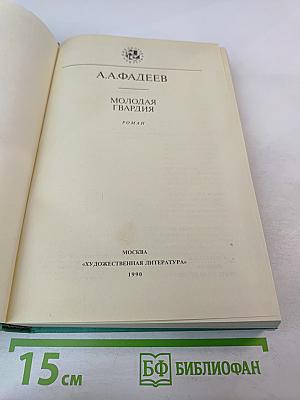 А.А.ФАДЕЕВ
МОЛОДАЯ
ГВАРДИЯ
РОМАН
МОСКВА
«ХУДОЖЕСТВЕННАЯ ЛИТЕРАТУРА»
1990
15 см
БФ БИБЛИОФАН